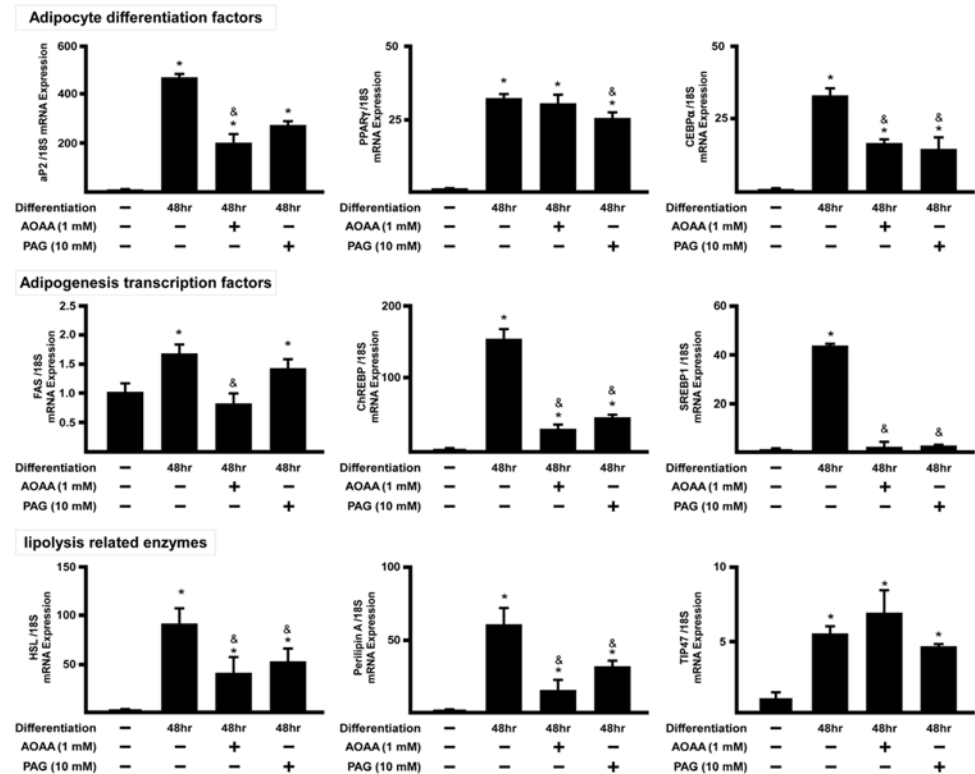 Adipocyte differentiation factors
aP2 /18S mRNA Expression
600
400
200
*
&
*
*
Differentiation – 48hr 48hr 48hr
AOAA (1 mM) – – + –
PAG (10 mM) – – – +
PPARγ /18S
mRNA Expression
50
25
*
*
&
*
Differentiation – 48hr 48hr 48hr
AOAA (1 mM) – – + –
PAG (10 mM) – – – +
CEBPα /18S
mRNA Expression
50
25
*
&
*
&
*
Differentiation – 48hr 48hr 48hr
AOAA (1 mM) – – + –
PAG (10 mM) – – – +
Adipogenesis transcription factors
FAS /18S
mRNA Expression
2.5
2.0
1.5
1.0
0.5
*
&
*
Differentiation – 48hr 48hr 48hr
AOAA (1 mM) – – + –
PAG (10 mM) – – – +
ChREBP /18S
mRNA Expression
200
100
*
&
*
&
*
Differentiation – 48hr 48hr 48hr
AOAA (1 mM) – – + –
PAG (10 mM) – – – +
SREBP1 /18S
mRNA Expression
60
40
20
*
&
&
Differentiation – 48hr 48hr 48hr
AOAA (1 mM) – – + –
PAG (10 mM) – – – +
lipolysis related enzymes
HSL /18S
mRNA Expression
150
100
50
*
&
*
&
*
Differentiation – 48hr 48hr 48hr
AOAA (1 mM) – – + –
PAG (10 mM) – – – +
Perilipin A /18S
mRNA Expression
100
50
*
&
*
&
*
Differentiation – 48hr 48hr 48hr
AOAA (1 mM) – – + –
PAG (10 mM) – – – +
TIP47 /18S
mRNA Expression
10
5
*
*
*
Differentiation – 48hr 48hr 48hr
AOAA (1 mM) – – + –
PAG (10 mM) – – – +